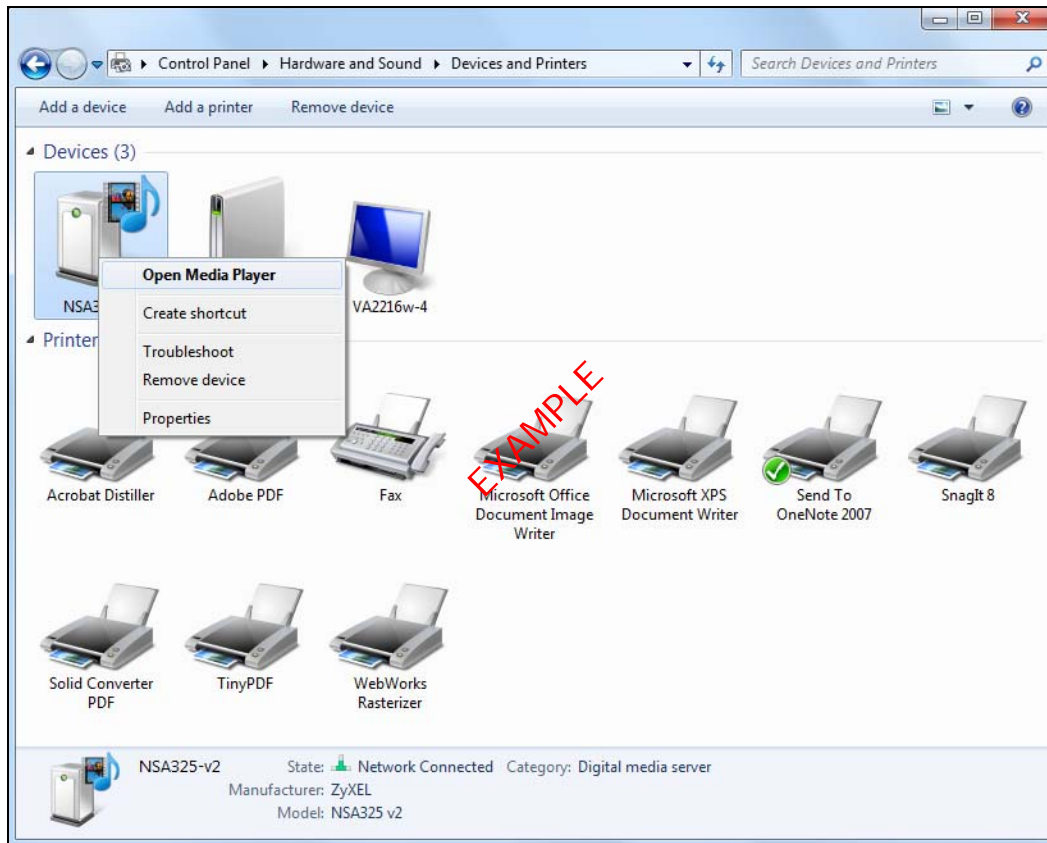 Control Panel Hardware and Sound Devices and Printers
Search Devices and Printers
Add a device Add a printer Remove device
Devices (3)
NSA3
VA2216w-4
Open Media Player
Create shortcut
Troubleshoot
Remove device
Properties
Printer
EXAMPLE
Acrobat Distiller
Adobe PDF
Fax
Microsoft Office
Document Image
Writer
Microsoft XPS
Document Writer
Send To
OneNote 2007
SnagIt 8
Solid Converter
PDF
TinyPDF
WebWorks
Rasterizer
NSA325-v2 State: Network Connected Category: Digital media server
Manufacturer: ZyXEL
Model: NSA325 v2